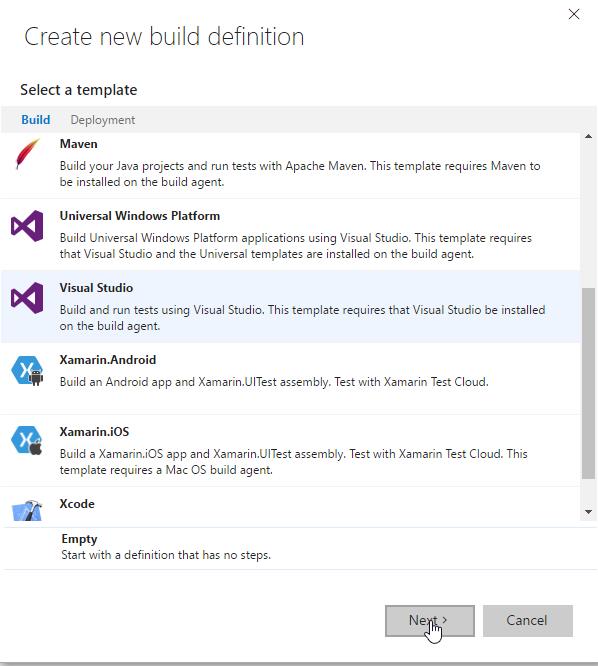 Create new build definition
Select a template
Build Deployment
Maven
Build your Java projects and run tests with Apache Maven. This template requires Maven to
be installed on the build agent.
Universal Windows Platform
Build Universal Windows Platform applications using Visual Studio. This template requires
that Visual Studio and the Universal templates are installed on the build agent.
Visual Studio
Build and run tests using Visual Studio. This template requires that Visual Studio be installed
on the build agent.
Xamarin.Android
Build an Android app and Xamarin.UITest assembly. Test with Xamarin Test Cloud.
Xamarin.iOS
Build a Xamarin.iOS app and Xamarin.UITest assembly. Test with Xamarin Test Cloud. This
template requires a Mac OS build agent.
Xcode
Empty
Start with a definition that has no steps.
Next > Cancel